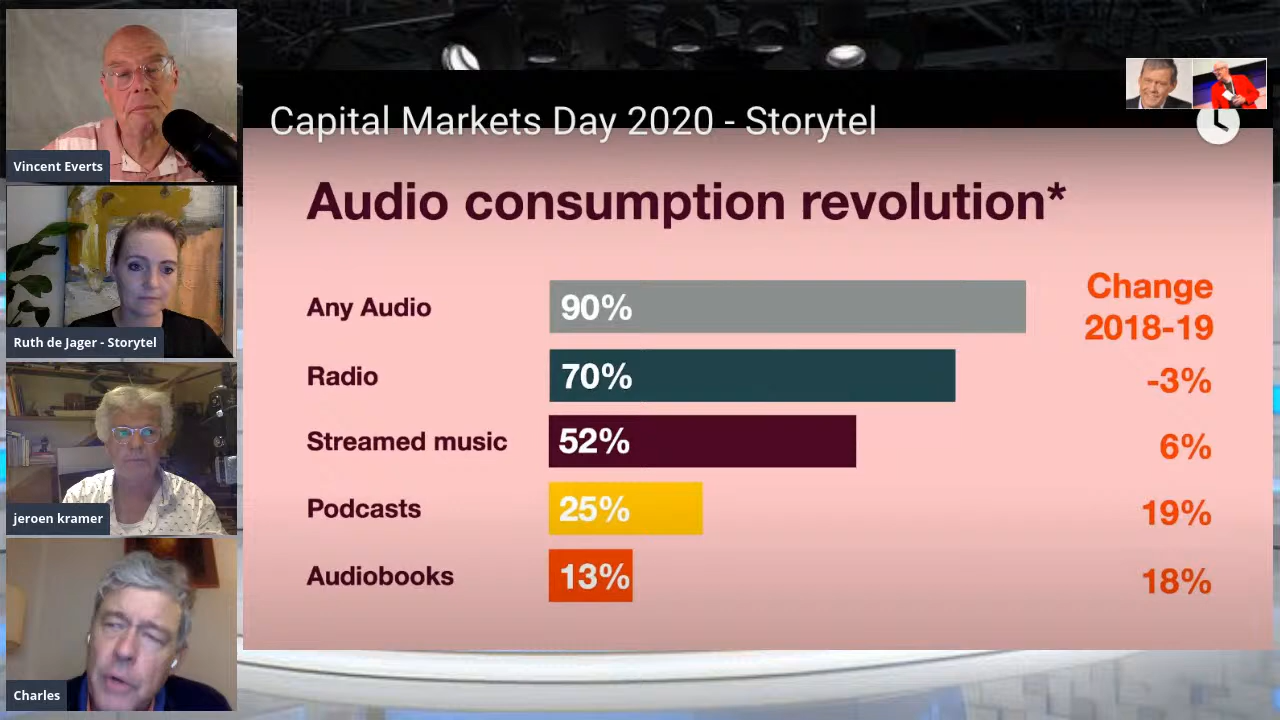 Vincent Everts
Ruth de Jager - Storytel
jeroen kramer
Charles
Capital Markets Day 2020 - Storytel
Audio consumption revolution*
Change
2018-19
Any Audio 90%
Radio 70% -3%
Streamed music 52% 6%
Podcasts 25% 19%
Audiobooks 13% 18%